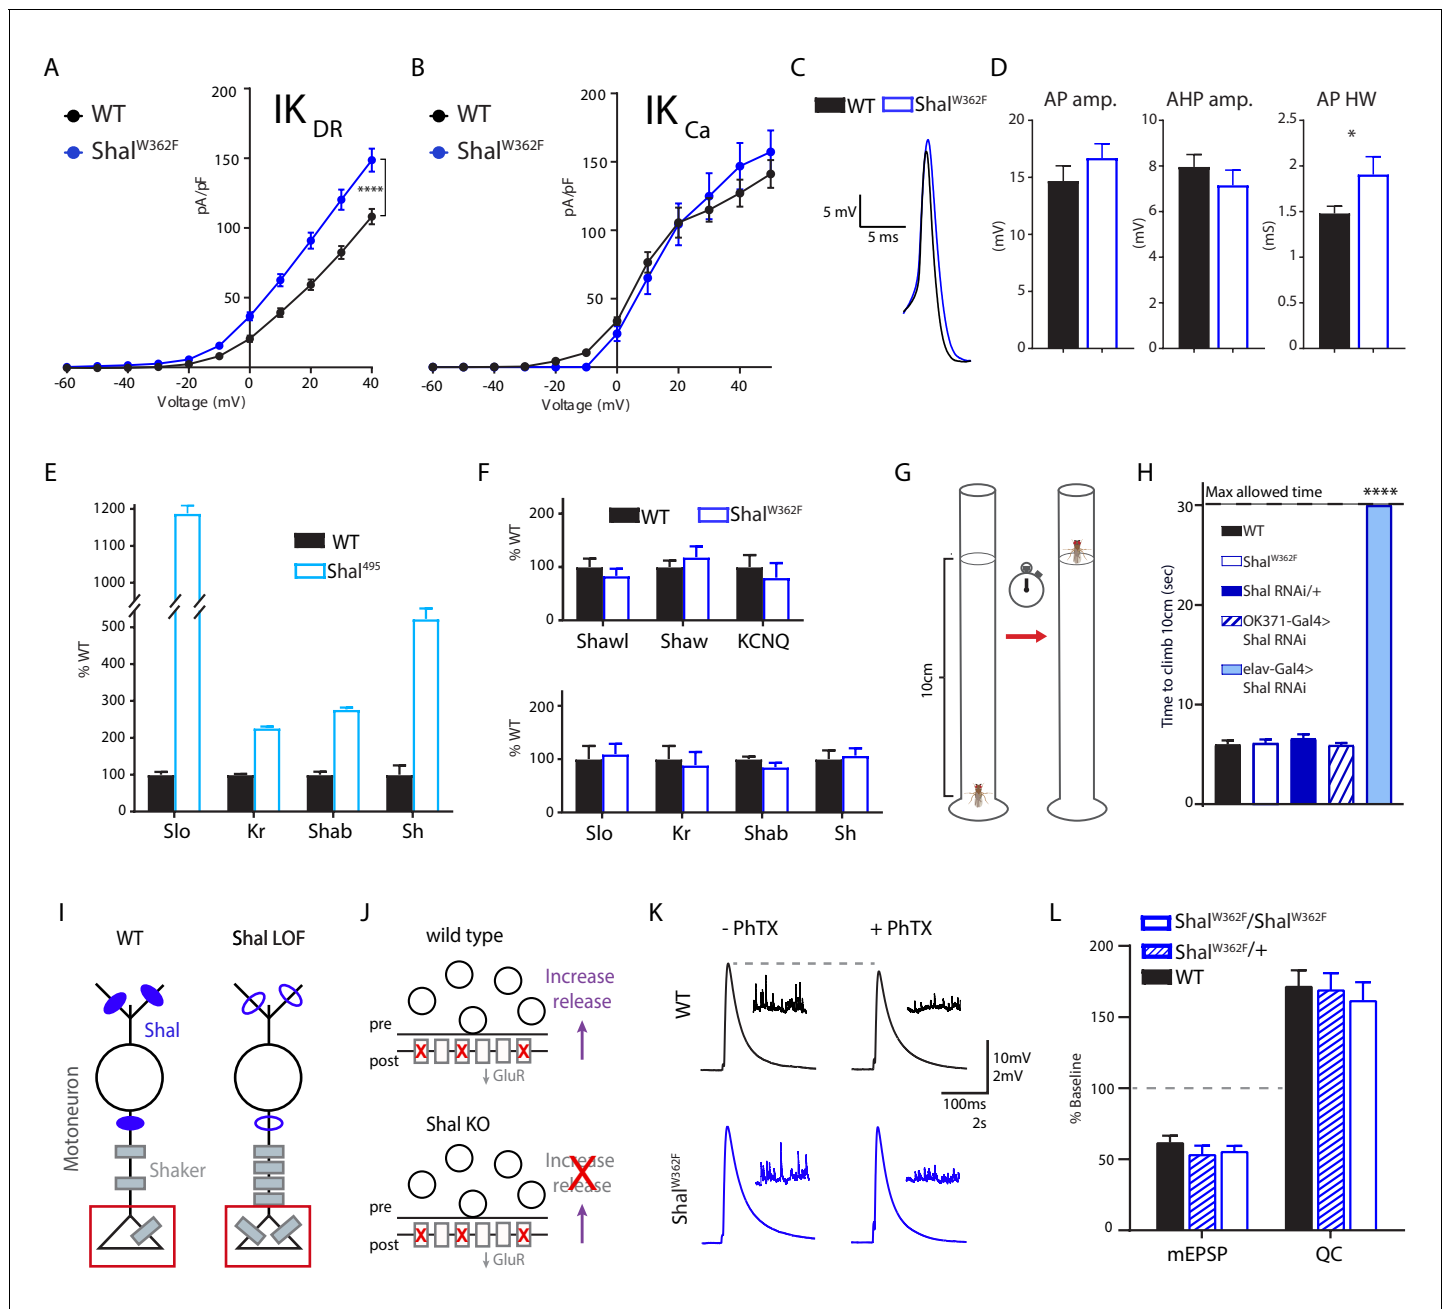 A
WT
Shal^W362F
IK DR
pA/pF
200
150
100
50
****
-60
-40
-20
0
20
40
Voltage (mV)
B
WT
Shal^W362F
IK Ca
pA/pF
200
150
100
50
-60
-40
-20
0
20
40
Voltage (mV)
C
WT
Shal^W362F
5 mV
5 ms
D
AP amp.
20
15
10
5
0
(mV)
AHP amp.
10
8
6
4
2
0
(mV)
AP HW
2.5
2
1.5
1
0.5
0
(mS)
*
E
1200
1100
1000
500
400
300
200
100
0
% WT
WT
Shal^495
Slo
Kr
Shab
Sh
F
WT
Shal^W362F
200
100
0
% WT
Shawl
Shaw
KCNQ
200
100
0
% WT
Slo
Kr
Shab
Sh
G
10cm
H
Max allowed time
****
30
20
10
0
Time to climb 10cm (sec)
WT
Shal^W362F
Shal RNAi/+
OK371-Gal4>
Shal RNAi
elav-Gal4>
Shal RNAi
I
WT
Shal LOF
Shal
Shaker
Motoneuron
J
wild type
Increase
release
pre
post
X X X
GluR
Shal KO
Increase
release
X
pre
post
X X X
GluR
K
- PhTX
+ PhTX
WT
10mV
2mV
100ms
2s
Shal^W362F
L
Shal^W362F/Shal^W362F
Shal^W362F/+
WT
200
150
100
50
0
% Baseline
mEPSP
QC